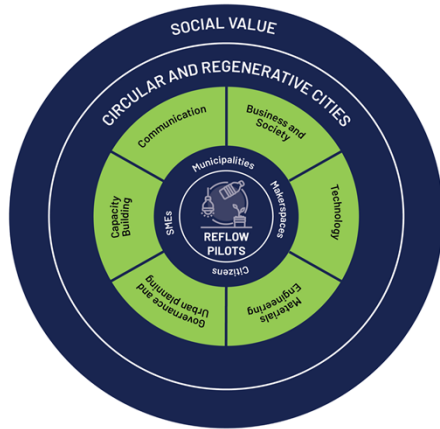 SOCIAL VALUE
CIRCULAR AND REGENERATIVE CITIES
Communication
Business and
Society
Capacity
Building
Technology
Governance and
Urban planning
Materials
Engineering
Municipalities
SMEs
Makerspaces
Citizens
REFLOW
PILOTS